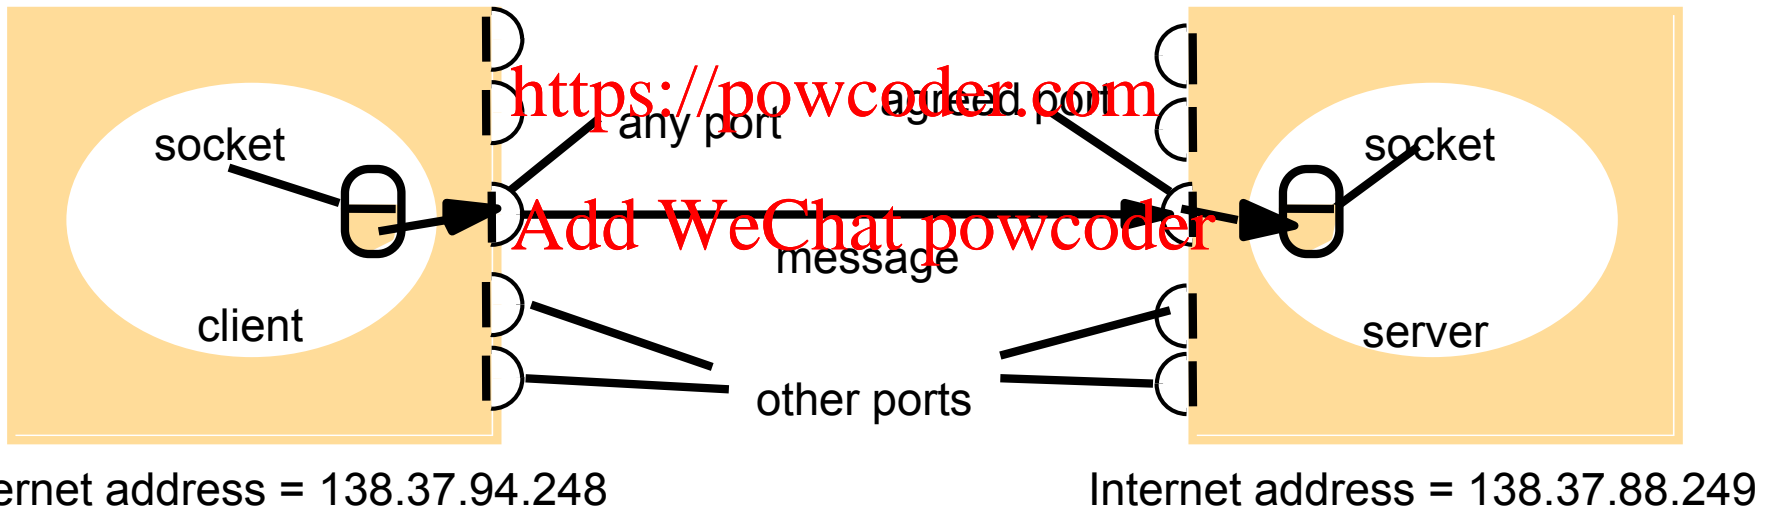 https://powcoder.com
agreed port
any port
socket
socket
Add WeChat powcoder
message
client
server
other ports
ernet address = 138.37.94.248
Internet address = 138.37.88.249